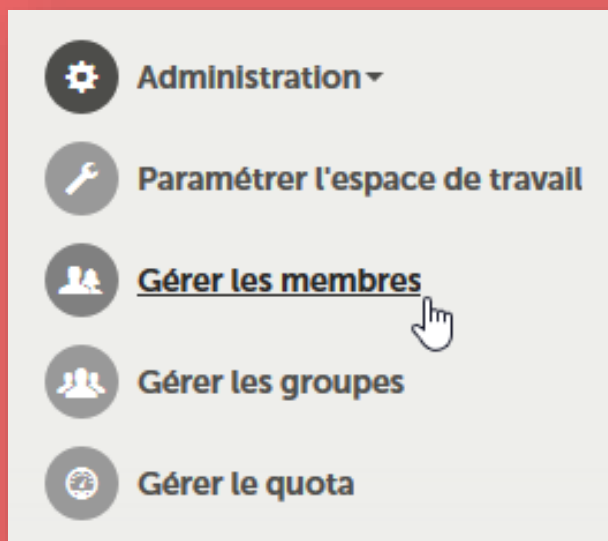 Administration
Paramétrer l'espace de travail
Gérer les membres
Gérer les groupes
Gérer le quota